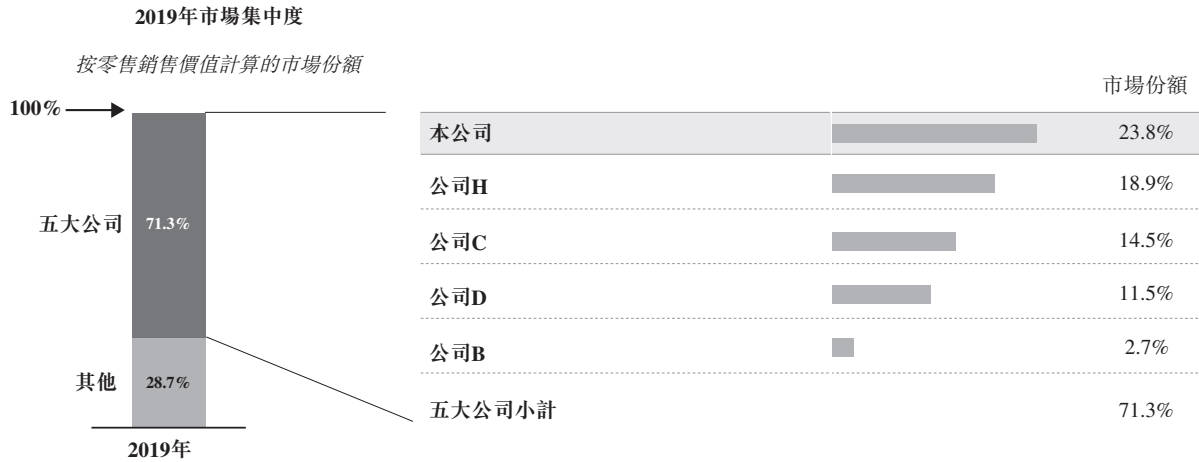 2019年市場集中度
按零售銷售價值計算的市場份額
市場份額
100%
本公司 23.8%
公司H 18.9%
五大公司 71.3%
公司C 14.5%
公司D 11.5%
公司B 2.7%
其他 28.7%
五大公司小計 71.3%
2019年